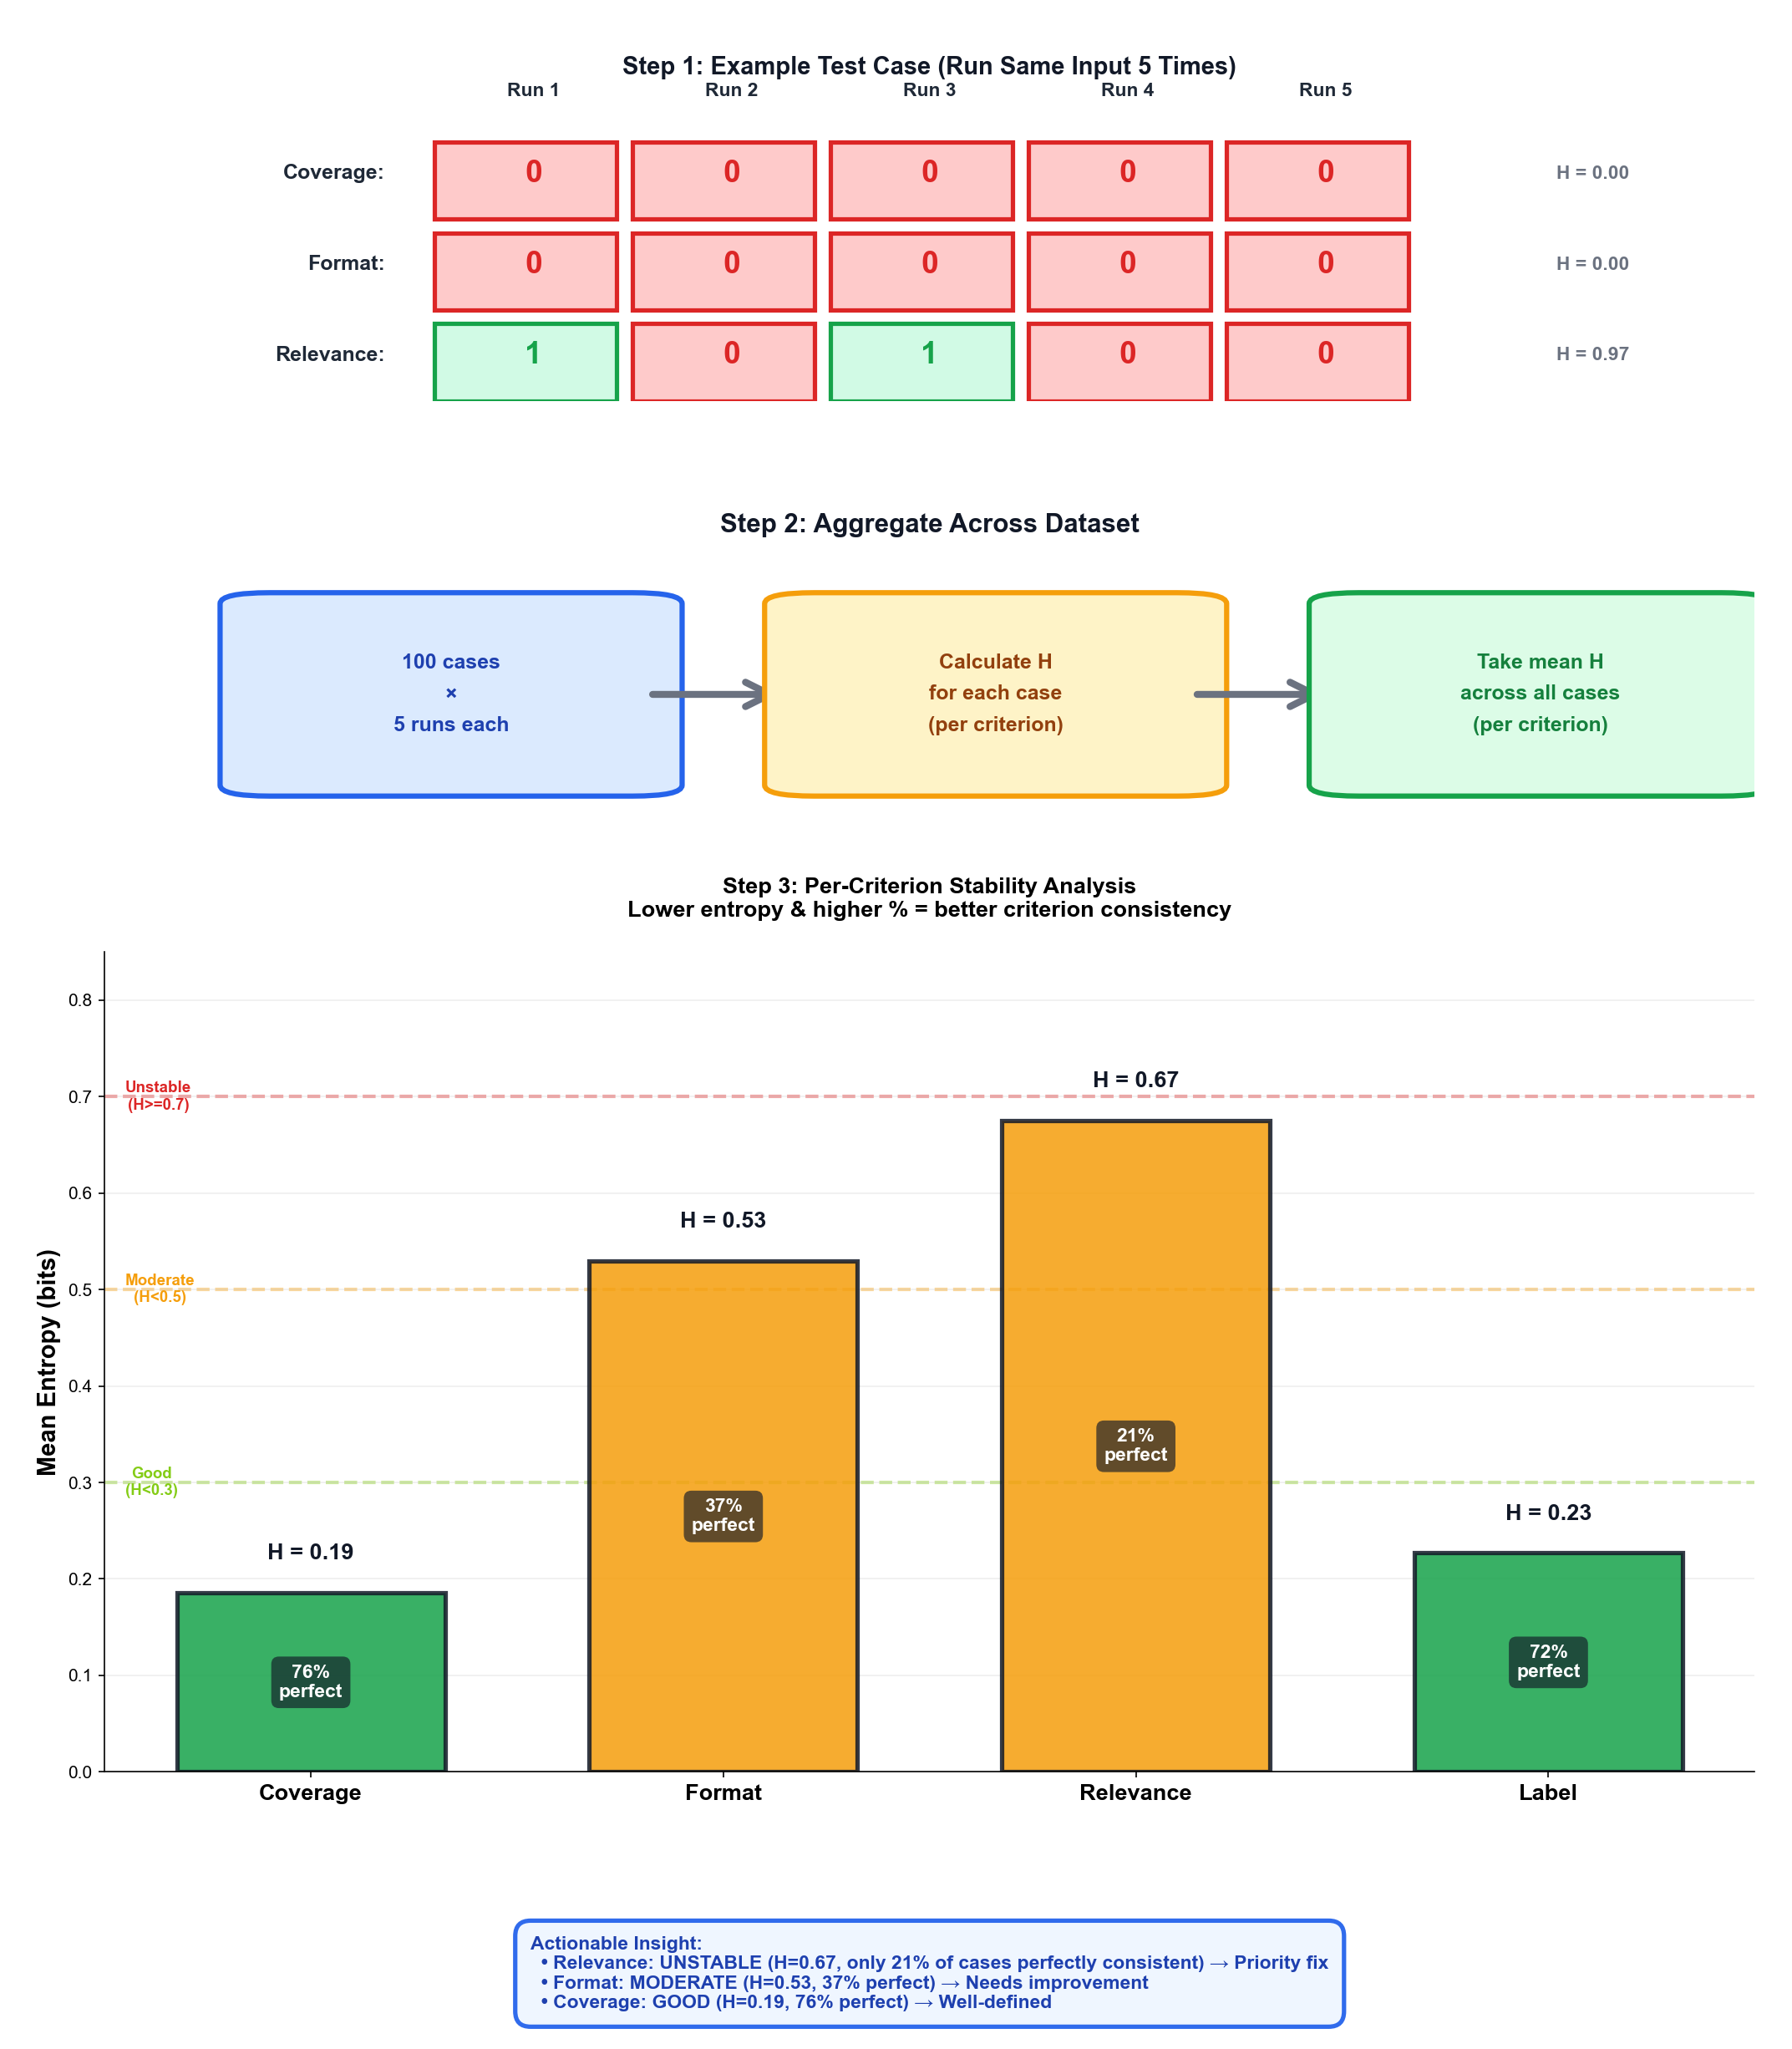 Step 1: Example Test Case (Run Same Input 5 Times)
Run 1 Run 2 Run 3 Run 4 Run 5
Coverage: 0 0 0 0 0 H = 0.00
Format: 0 0 0 0 0 H = 0.00
Relevance: 1 0 1 0 0 H = 0.97
Step 2: Aggregate Across Dataset
100 cases
×
5 runs each
Calculate H
for each case
(per criterion)
Take mean H
across all cases
(per criterion)
Step 3: Per-Criterion Stability Analysis
Lower entropy & higher % = better criterion consistency
Mean Entropy (bits)
0.8
0.7
0.6
0.5
0.4
0.3
0.2
0.1
0.0
Unstable
(H>=0.7)
Moderate
(H<0.5)
Good
(H<0.3)
H = 0.19
76%
perfect
H = 0.53
37%
perfect
H = 0.67
21%
perfect
H = 0.23
72%
perfect
Coverage Format Relevance Label
Actionable Insight:
• Relevance: UNSTABLE (H=0.67, only 21% of cases perfectly consistent) → Priority fix
• Format: MODERATE (H=0.53, 37% perfect) → Needs improvement
• Coverage: GOOD (H=0.19, 76% perfect) → Well-defined